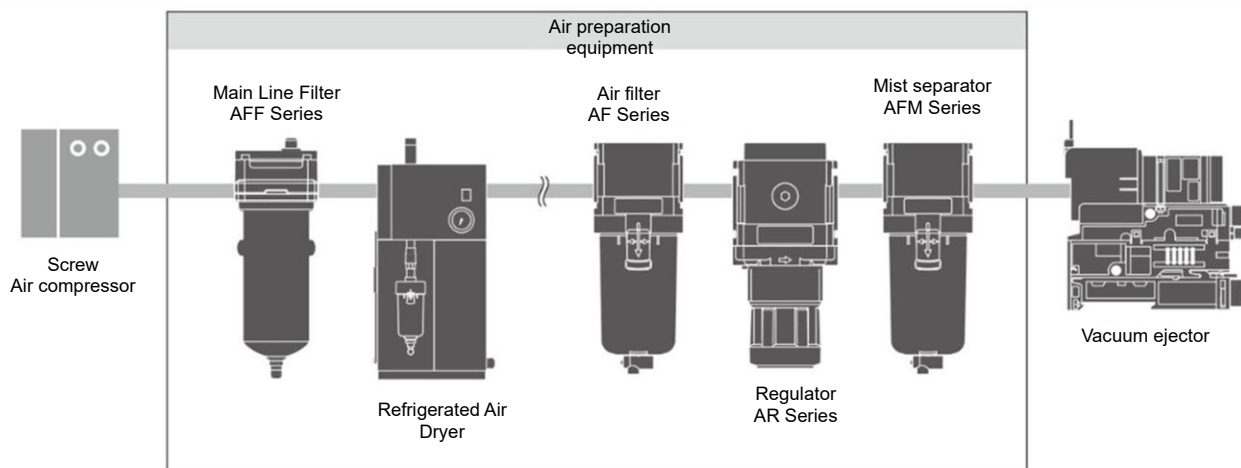 Air preparation
equipment
Main Line Filter
AFF Series
Air filter
AF Series
Mist separator
AFM Series
Screw
Air compressor
Vacuum ejector
Refrigerated Air
Dryer
Regulator
AR Series